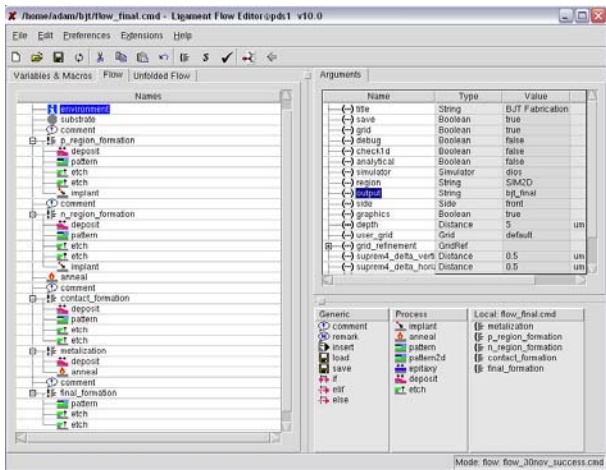 /home/adam/bjt/flow_final.cmd - Ligament Flow Editor@pds1 v10.0
File Edit Preferences Extensions Help
Variables & Macros Flow Unfolded Flow
Names
environment
substrate
comment
p_region_formation
deposit
pattern
etch
etch
implant
comment
n_region_formation
deposit
pattern
etch
etch
implant
anneal
comment
contact_formation
deposit
pattern
etch
etch
metalization
deposit
anneal
comment
final_formation
pattern
etch
etch
Arguments
Name Type Value
title String BJT Fabrication
save Boolean true
grid Boolean true
debug Boolean false
check1d Boolean false
analytical Boolean false
simulator Simulator dios
region String SIM2D
output String bjt_final
side Side front
graphics Boolean true
depth Distance 5 um
user_grid Grid default
grid_refinement GridRef
suprem4_delta_verti Distance 0.5 um
suprem4_delta_horiz Distance 0.5 um
Generic Process Local: flow_final.cmd
comment implant metalization
remark anneal p_region_formation
insert pattern n_region_formation
load pattern2d contact_formation
save epitaxy final_formation
if deposit
elif etch
else
Mode: flow: flow_30nov_success.cmd